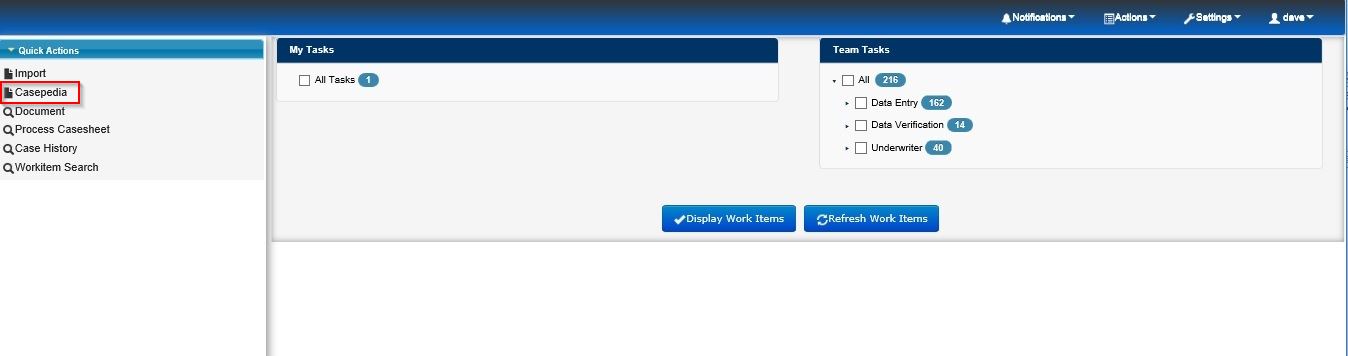 Notifications
Actions
Settings
dave
Quick Actions
Import
Casepedia
Document
Process Casesheet
Case History
Workitem Search
My Tasks
All Tasks 1
Team Tasks
All 216
Data Entry 162
Data Verification 14
Underwriter 40
Display Work Items
Refresh Work Items